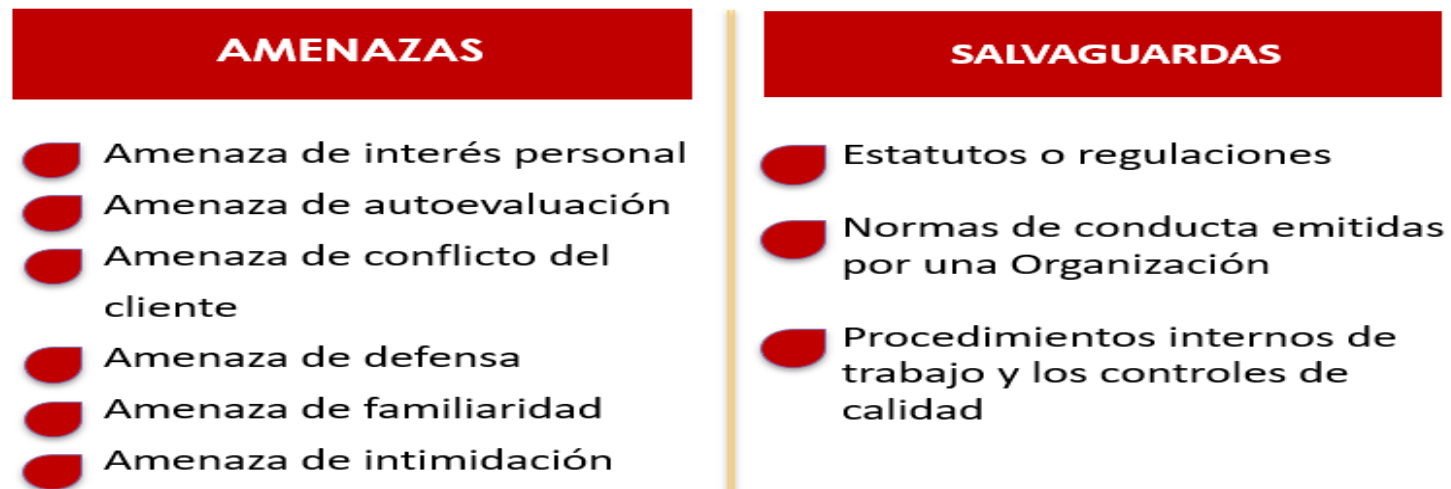 AMENAZAS
Amenaza de interés personal
Amenaza de autoevaluación
Amenaza de conflicto del
cliente
Amenaza de defensa
Amenaza de familiaridad
Amenaza de intimidación
SALVAGUARDAS
Estatutos o regulaciones
Normas de conducta emitidas
por una Organización
Procedimientos internos de
trabajo y los controles de
calidad